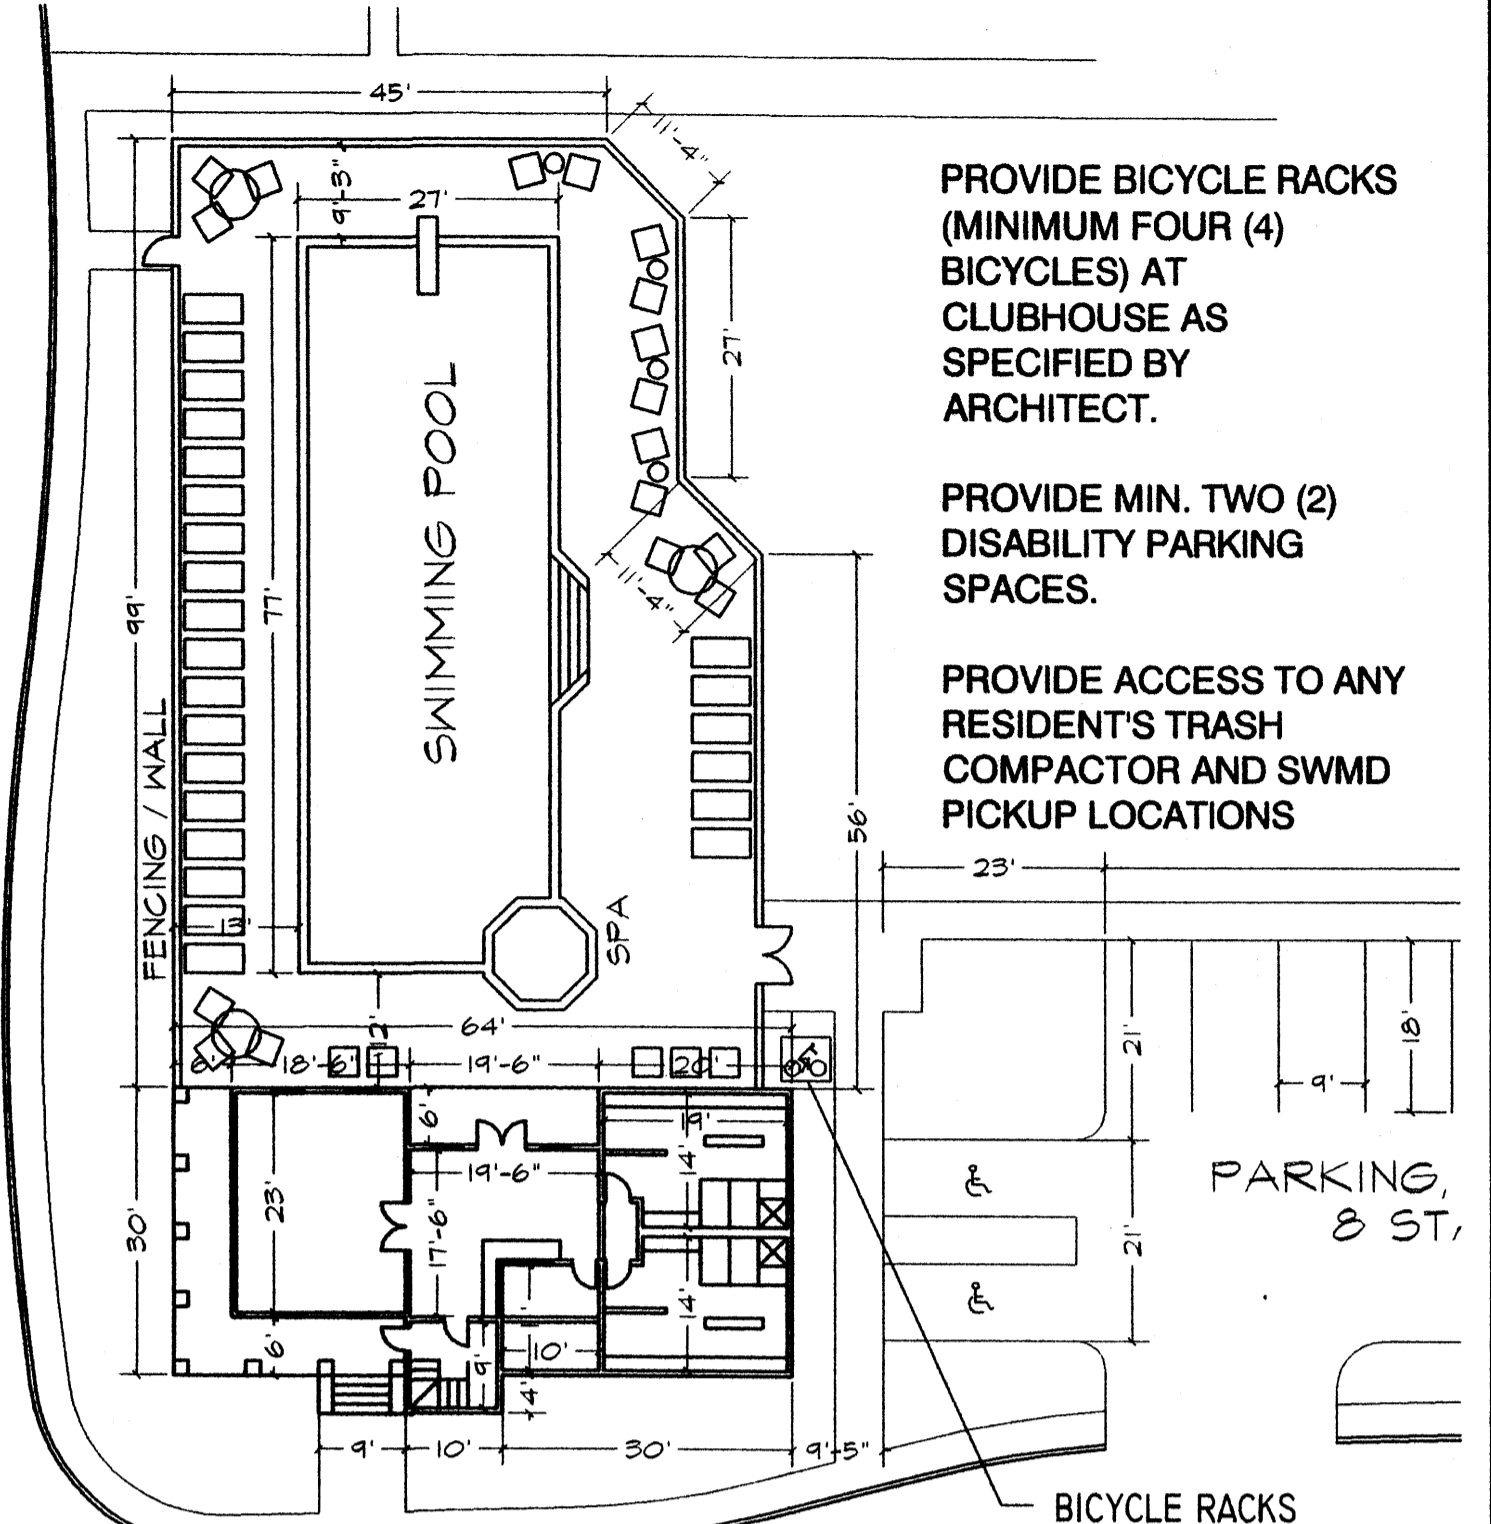 45'
11'-4"
9'-3"
27'
27'
PROVIDE BICYCLE RACKS
(MINIMUM FOUR (4)
BICYCLES) AT
CLUBHOUSE AS
SPECIFIED BY
ARCHITECT.
PROVIDE MIN. TWO (2)
DISABILITY PARKING
SPACES.
PROVIDE ACCESS TO ANY
RESIDENT'S TRASH
COMPACTOR AND SWMD
PICKUP LOCATIONS
SWIMMING POOL
99'
77'
11'-4"
FENCING / WALL
56'
23'
SPA
12'
64'
6'
18'-6"
19'-6"
20'
21'
18'
9'
6'
19'
14'
19'-6"
23'
17'-6"
30'
PARKING,
8 ST
21'
14'
6'
9'
10'
4'
9'
10'
30'
9'-5"
BICYCLE RACKS